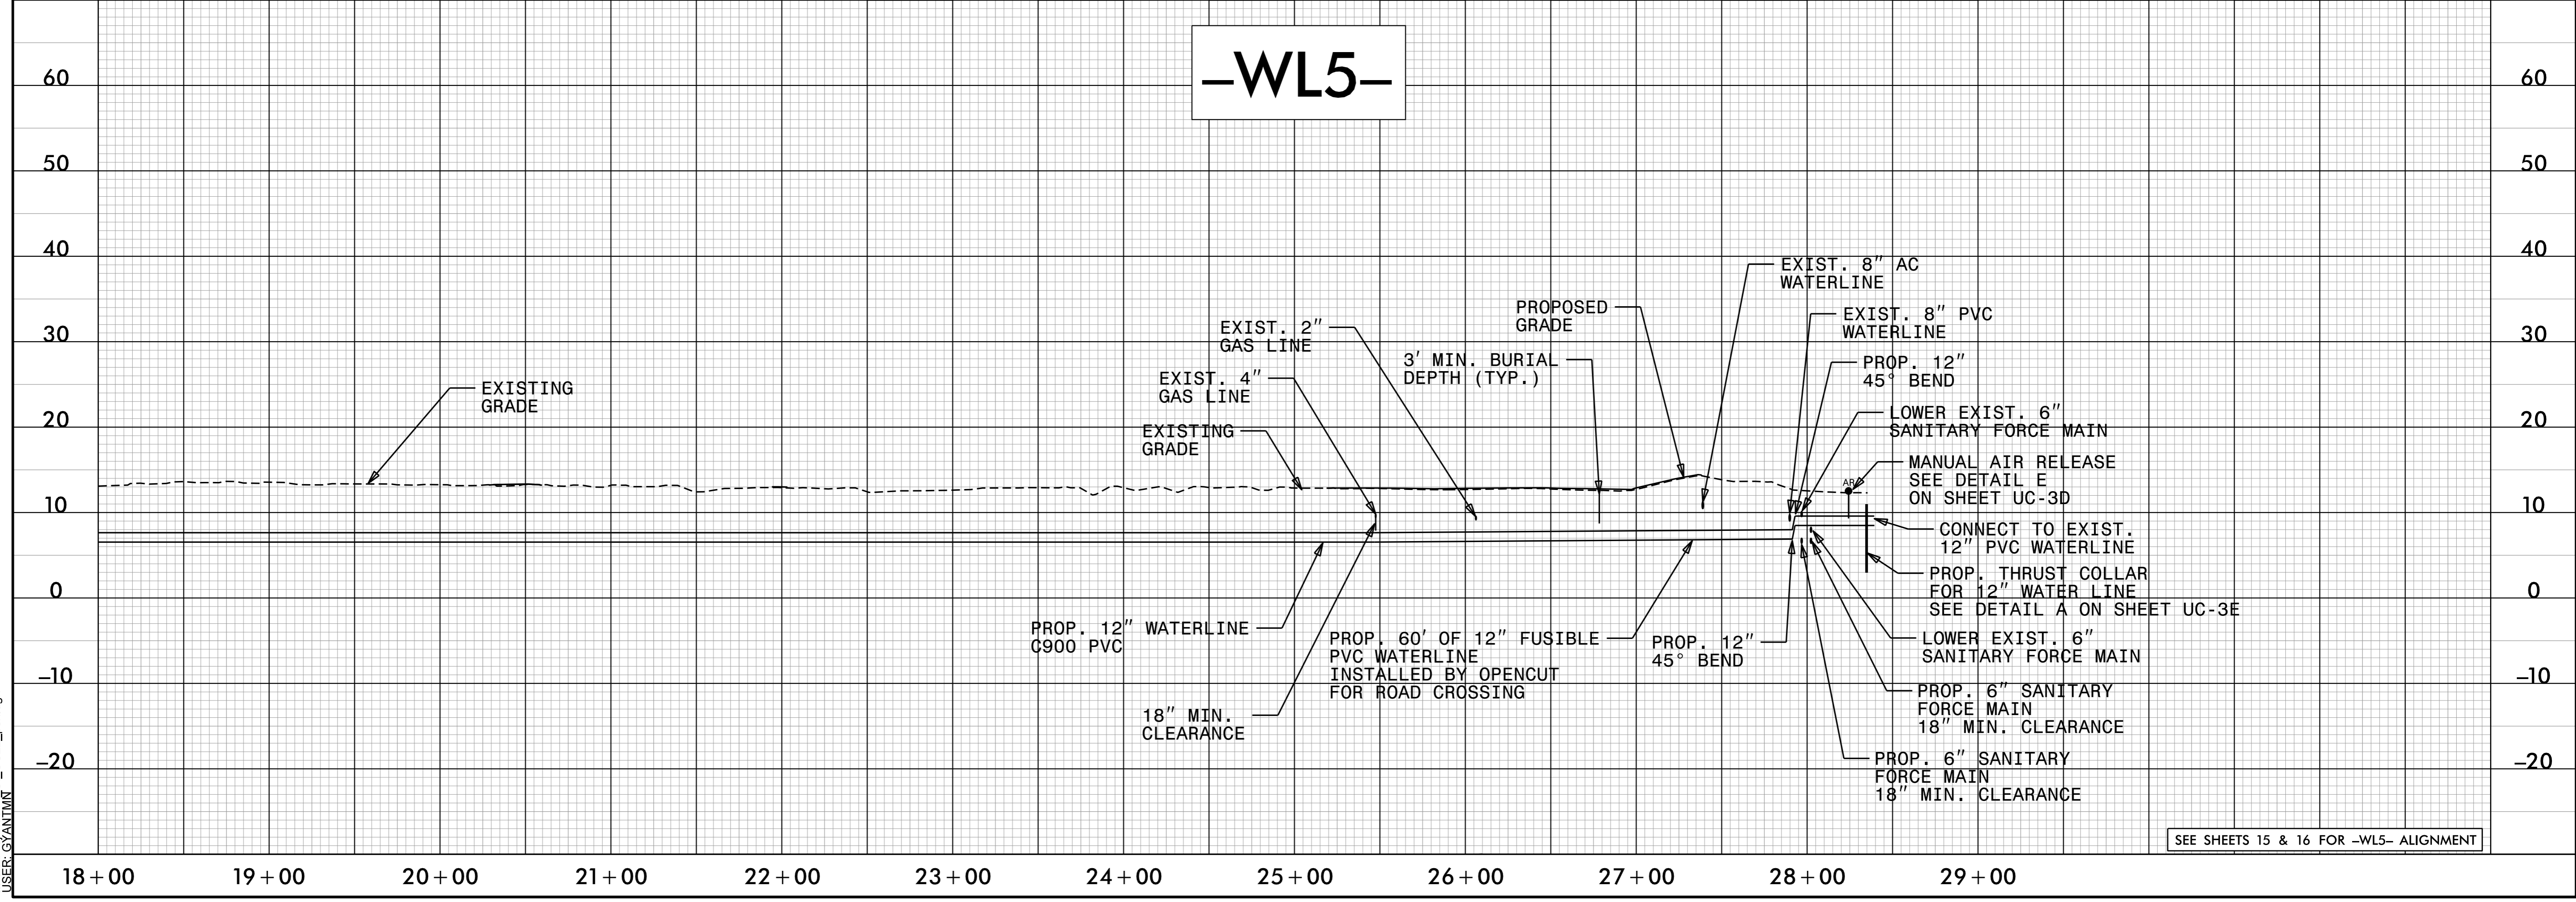 –WL5–
60
60
50
50
40
40
EXIST. 8" AC
WATERLINE
PROPOSED
GRADE
EXIST. 8" PVC
WATERLINE
30
30
EXIST. 2"
GAS LINE
3' MIN. BURIAL
DEPTH (TYP.)
PROP. 12"
45° BEND
EXIST. 4"
GAS LINE
EXISTING
GRADE
LOWER EXIST. 6"
SANITARY FORCE MAIN
20
20
EXISTING
GRADE
MANUAL AIR RELEASE
SEE DETAIL E
ON SHEET UC-3D
AR
10
10
CONNECT TO EXIST.
12" PVC WATERLINE
PROP. THRUST COLLAR
FOR 12" WATER LINE
SEE DETAIL A ON SHEET UC-3E
0
0
PROP. 12" WATERLINE
C900 PVC
PROP. 60' OF 12" FUSIBLE
PVC WATERLINE
INSTALLED BY OPENCUT
FOR ROAD CROSSING
PROP. 12"
45° BEND
LOWER EXIST. 6"
SANITARY FORCE MAIN
–10
–10
PROP. 6" SANITARY
FORCE MAIN
18" MIN. CLEARANCE
18" MIN.
CLEARANCE
PROP. 6" SANITARY
FORCE MAIN
18" MIN. CLEARANCE
–20
–20
SEE SHEETS 15 & 16 FOR –WL5– ALIGNMENT
18+00 19+00 20+00 21+00 22+00 23+00 24+00 25+00 26+00 27+00 28+00 29+00
USER: GYANTMN